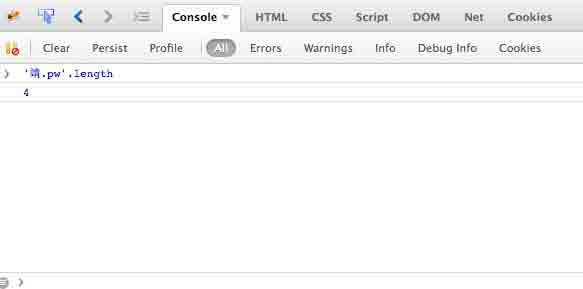 Console HTML CSS Script DOM Net Cookies
Clear Persist Profile All Errors Warnings Info Debug Info Cookies
'靖.pw'.length
4